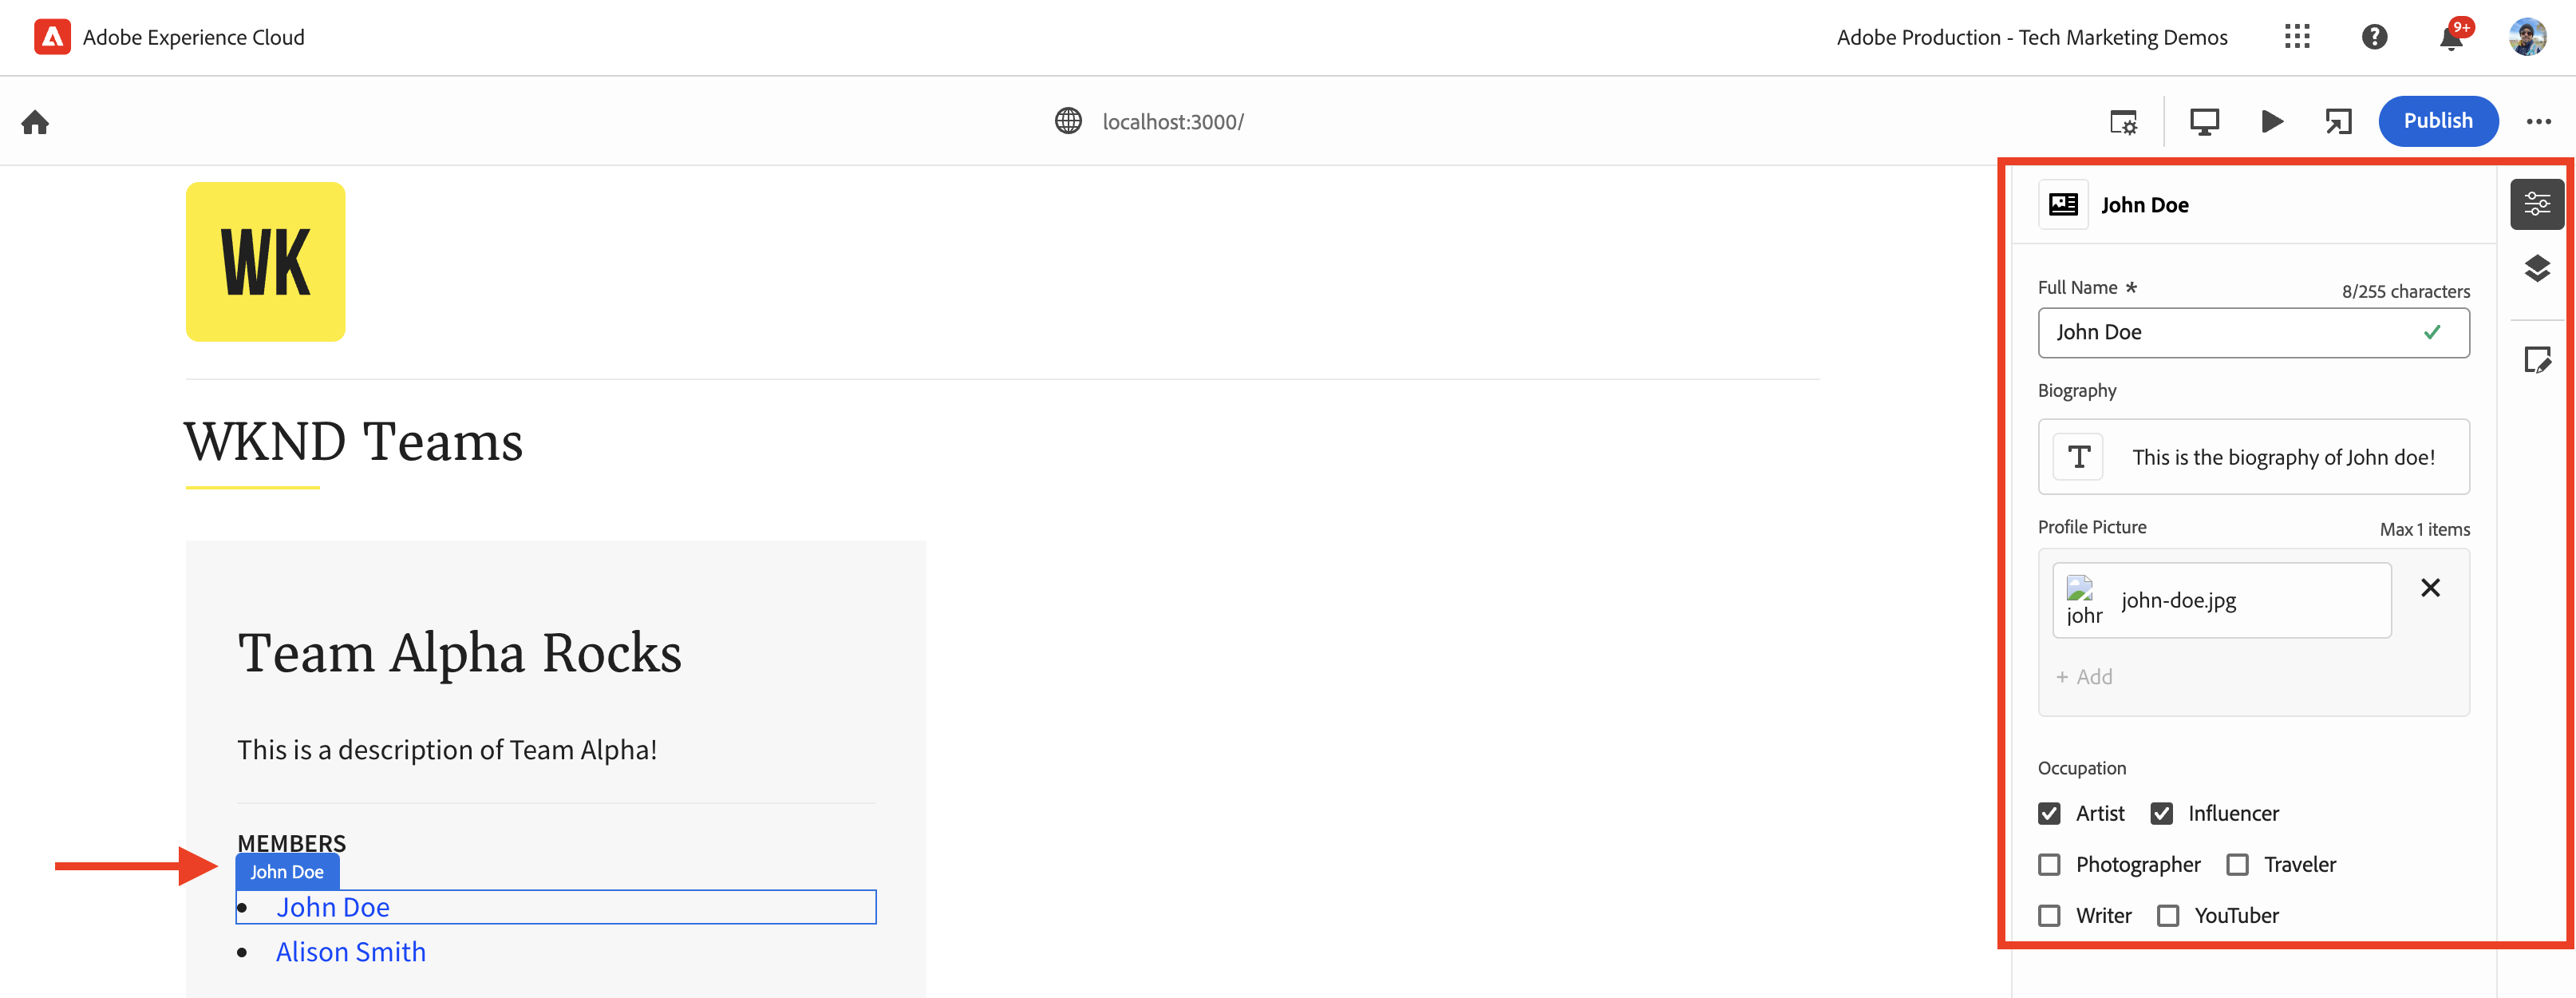 Adobe Experience Cloud
Adobe Production - Tech Marketing Demos
9+
localhost:3000/
Publish
WK
WKND Teams
Team Alpha Rocks
This is a description of Team Alpha!
MEMBERS
John Doe
John Doe
Alison Smith
John Doe
Full Name *
8/255 characters
John Doe
Biography
T
This is the biography of John doe!
Profile Picture
Max 1 items
john-doe.jpg
+ Add
Occupation
Artist
Influencer
Photographer
Traveler
Writer
YouTuber